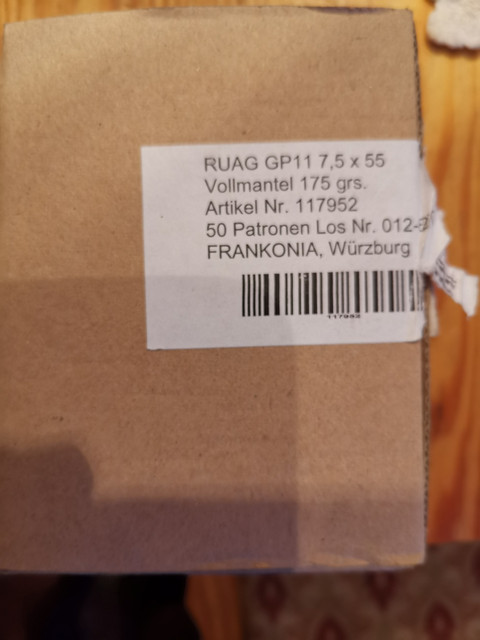 RUAG GP11 7,5 x 55
Vollmantel 175 grs.
Artikel Nr. 117952
50 Patronen Los Nr. 012-
FRANKONIA, Würzburg
117952